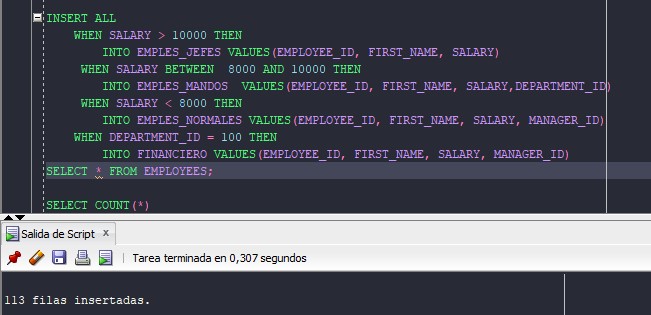 INSERT ALL
WHEN SALARY > 10000 THEN
INTO EMPLES_JEFES VALUES(EMPLOYEE_ID, FIRST_NAME, SALARY)
WHEN SALARY BETWEEN  8000 AND 10000 THEN
INTO EMPLES_MANDOS  VALUES(EMPLOYEE_ID, FIRST_NAME, SALARY,DEPARTMENT_ID)
WHEN SALARY < 8000 THEN
INTO EMPLES_NORMALES VALUES(EMPLOYEE_ID, FIRST_NAME, SALARY, MANAGER_ID)
WHEN DEPARTMENT_ID = 100 THEN
INTO FINANCIERO VALUES(EMPLOYEE_ID, FIRST_NAME, SALARY, MANAGER_ID)
SELECT * FROM EMPLOYEES;
SELECT COUNT(*)
Salida de Script x
Tarea terminada en 0,307 segundos
113 filas insertadas.